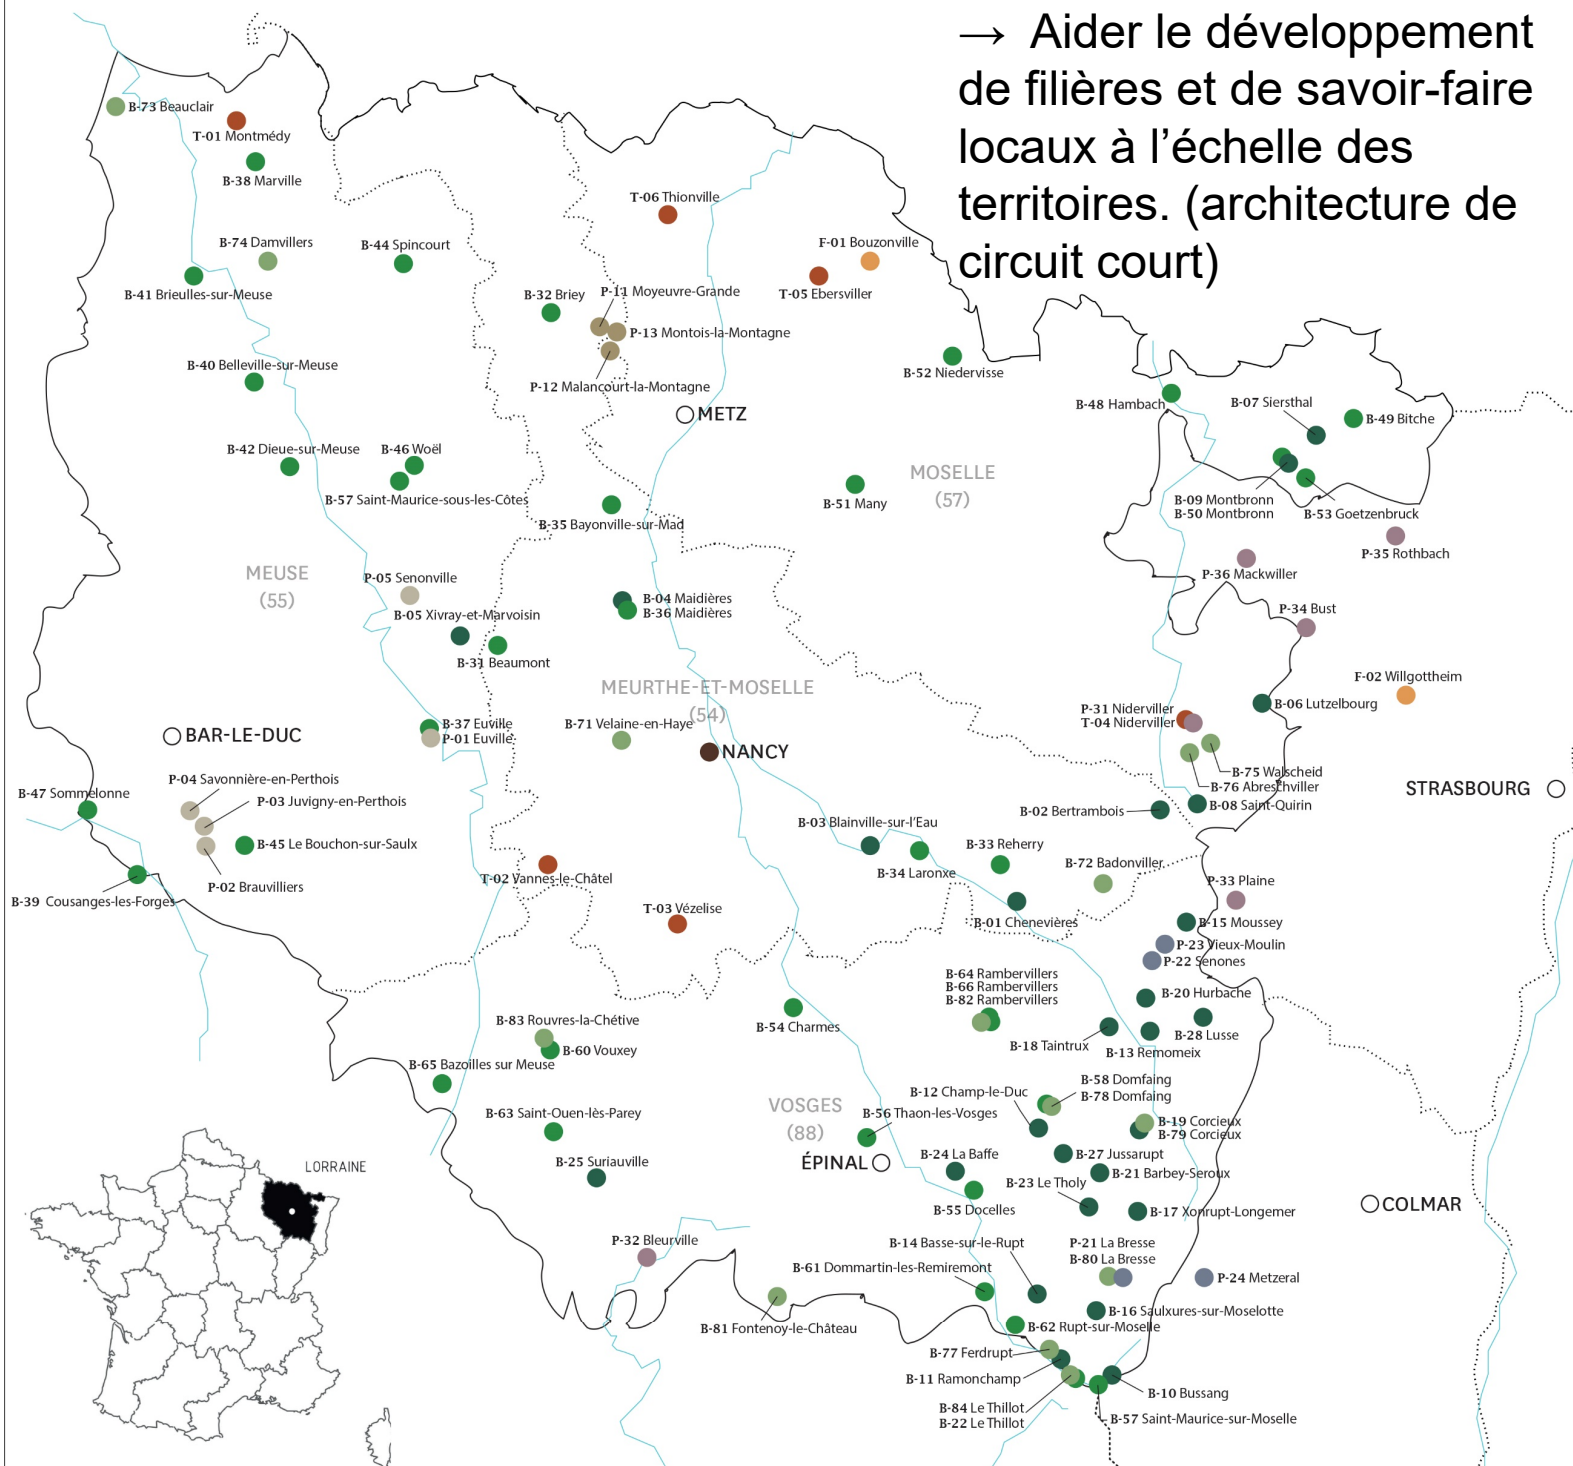 → Aider le développement
de filières et de savoir-faire
locaux à l’échelle des
territoires. (architecture de
circuit court)
B-73 Beauclair
T-01 Montmédy
B-38 Marville
T-06 Thionville
B-74 Damvillers
B-44 Spincourt
F-01 Bouzonville
B-41 Brieulles-sur-Meuse
B-32 Briey
P-11 Moyeuvre-Grande
T-05 Ebersviller
P-13 Montois-la-Montagne
B-40 Belleville-sur-Meuse
P-12 Malancourt-la-Montagne
B-52 Niedervisse
METZ
B-48 Hambach
B-07 Siersthal
B-49 Bitche
B-42 Dieue-sur-Meuse
B-46 Woël
MOSELLE
(57)
B-57 Saint-Maurice-sous-les-Côtes
B-51 Many
B-09 Montbronn
B-50 Montbronn
B-53 Goetzenbruck
B-35 Bayonville-sur-Mad
P-35 Rothbach
MEUSE
(55)
P-05 Senonville
P-36 Mackwiller
B-04 Maidières
B-36 Maidières
B-05 Xivray-et-Marvoisin
P-34 Bust
B-31 Beaumont
F-02 Willgottheim
MEURTHE-ET-MOSELLE
(54)
B-06 Lutzelbourg
P-31 Niderviller
T-04 Niderviller
B-37 Euville
P-01 Euville
B-71 Velaine-en-Haye
BAR-LE-DUC
NANCY
B-75 Walscheid
B-76 Abreschviller
P-04 Savonnière-en-Perthois
STRASBOURG
B-47 Sommelonne
P-03 Juvigny-en-Perthois
B-08 Saint-Quirin
B-02 Bertrambois
B-03 Blainville-sur-l’Eau
B-45 Le Bouchon-sur-Saulx
B-33 Reherry
B-34 Laronxe
B-72 Badonviller
T-02 Vannes-le-Châtel
P-33 Plaine
P-02 Brauvilliers
B-39 Cousanges-les-Forges
T-03 Vézelise
B-01 Chenevières
B-15 Moussey
P-23 Vieux-Moulin
P-22 Senones
B-64 Rambervillers
B-66 Rambervillers
B-82 Rambervillers
B-20 Hurbache
B-83 Rouvres-la-Chétive
B-54 Charmes
B-28 Lusse
B-18 Taintrux
B-13 Remomeix
B-60 Vouxey
B-65 Bazoilles sur Meuse
B-58 Domfaing
B-78 Domfaing
B-12 Champ-le-Duc
VOSGES
(88)
B-63 Saint-Ouen-lès-Parey
B-56 Thaon-les-Vosges
B-19 Corcieux
B-79 Corcieux
ÉPINAL
B-24 La Baffe
B-27 Jussarupt
B-25 Suriauville
LORRAINE
B-21 Barbey-Seroux
B-23 Le Tholy
B-55 Docelles
B-17 Xonrupt-Longemer
COLMAR
P-32 Bleurville
B-14 Basse-sur-le-Rupt
P-21 La Bresse
B-80 La Bresse
B-61 Dommartin-les-Remiremont
P-24 Metzeral
B-16 Saulxures-sur-Moselotte
B-81 Fontenoy-le-Château
B-62 Rupt-sur-Moselle
B-77 Ferdrupt
B-11 Ramonchamp
B-10 Bussang
B-84 Le Thillot
B-22 Le Thillot
B-57 Saint-Maurice-sur-Moselle